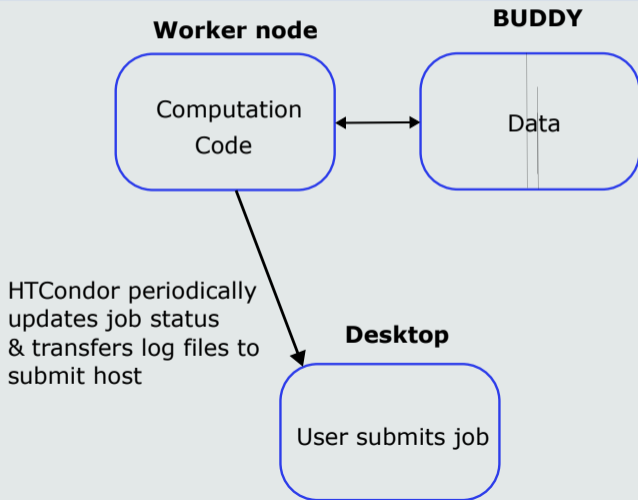 Worker node
BUDDY
Computation
Code
Data
HTCondor periodically
updates job status
& transfers log files to
submit host
Desktop
User submits job